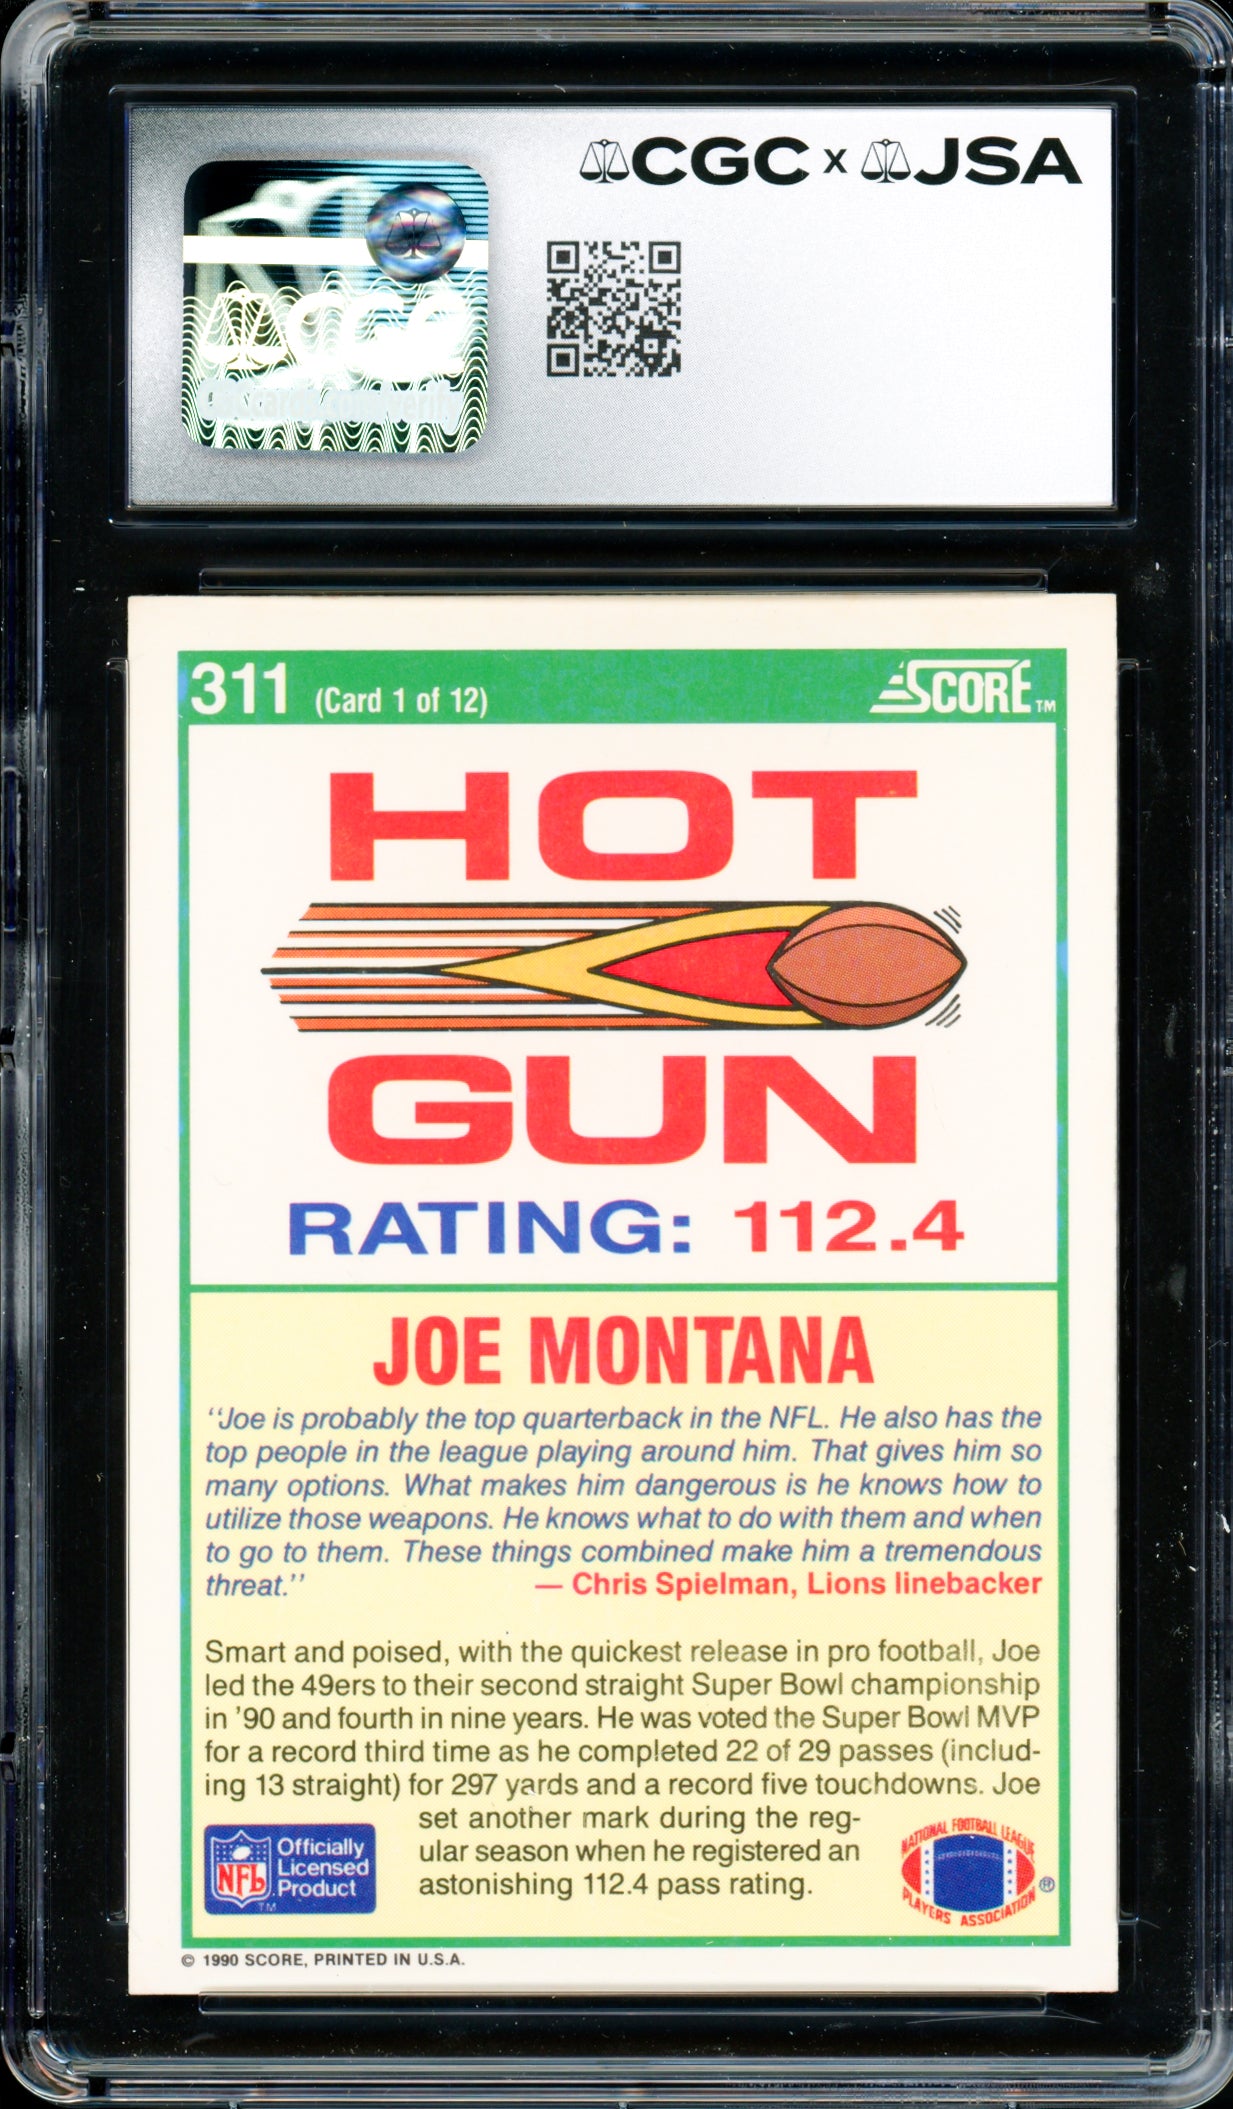 CGC x JSA
CGC
cgccards.com/verify
311 (Card 1 of 12) SCORE™
HOT
GUN
RATING: 112.4
JOE MONTANA
"Joe is probably the top quarterback in the NFL. He also has the
top people in the league playing around him. That gives him so
many options. What makes him dangerous is he knows how to
utilize those weapons. He knows what to do with them and when
to go to them. These things combined make him a tremendous
threat." — Chris Spielman, Lions linebacker
Smart and poised, with the quickest release in pro football, Joe
led the 49ers to their second straight Super Bowl championship
in '90 and fourth in nine years. He was voted the Super Bowl MVP
for a record third time as he completed 22 of 29 passes (includ-
ing 13 straight) for 297 yards and a record five touchdowns. Joe
set another mark during the reg-
ular season when he registered an
astonishing 112.4 pass rating.
NFL
TM
Officially
Licensed
Product
NATIONAL FOOTBALL LEAGUE
PLAYERS ASSOCIATION ®
© 1990 SCORE, PRINTED IN U.S.A.